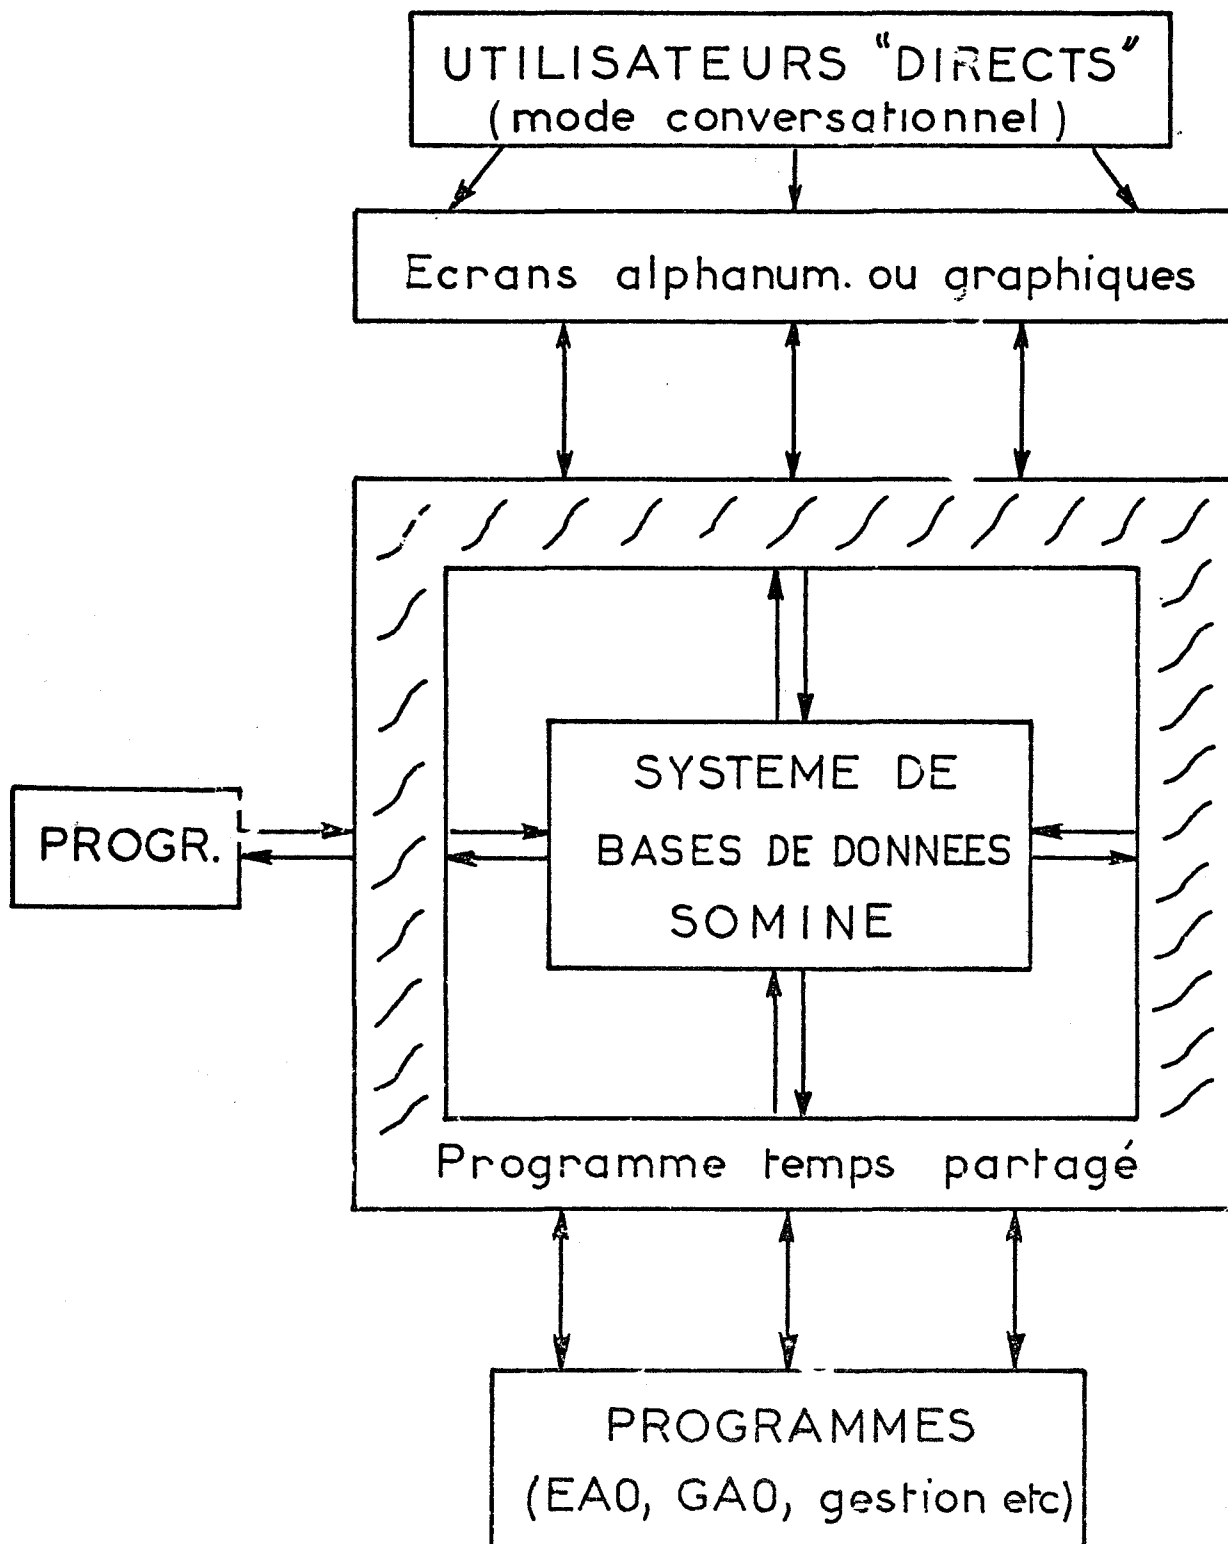 UTILISATEURS "DIRECTS"
(mode conversationnel)
Ecrans alphanum. ou graphiques
SYSTEME DE
BASES DE DONNEES
SOMINE
PROGR.
Programme temps partagé
PROGRAMMES
(EAO, GAO, gestion etc)